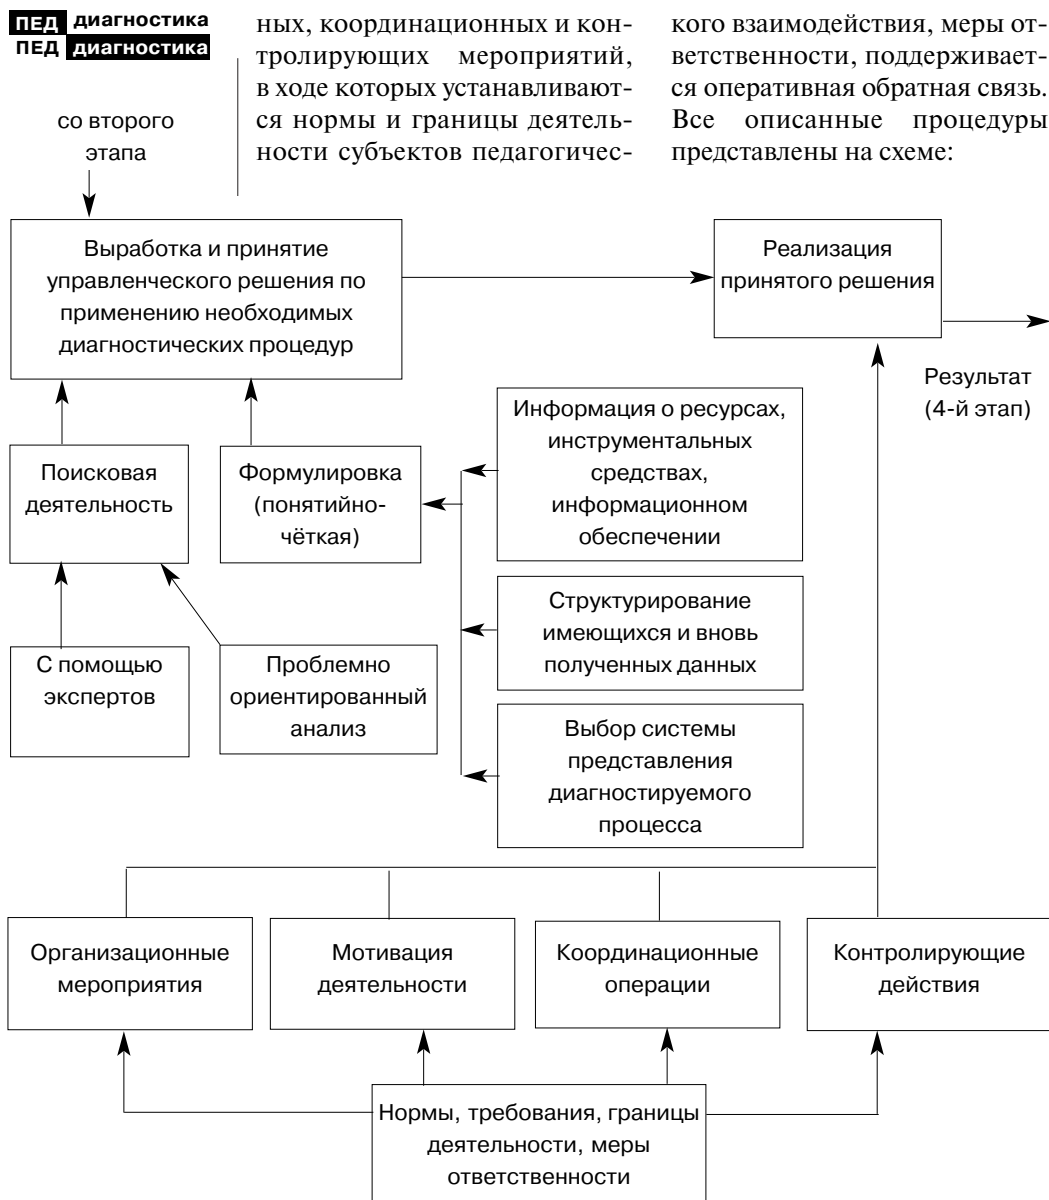 ПЕД диагностика
ПЕД диагностика
ных, координационных и кон-
тролирующих мероприятий,
в ходе которых устанавливают-
ся нормы и границы деятель-
ности субъектов педагогичес-
кого взаимодействия, меры от-
ветственности, поддерживает-
ся оперативная обратная связь.
Все описанные процедуры
представлены на схеме:
со второго
этапа
Выработка и принятие
управленческого решения по
применению необходимых
диагностических процедур
Реализация
принятого решения
Результат
(4-й этап)
Поисковая
деятельность
Формулировка
(понятийно-
чёткая)
Информация о ресурсах,
инструментальных
средствах,
информационном
обеспечении
Структурирование
имеющихся и вновь
полученных данных
С помощью
экспертов
Проблемно
ориентированный
анализ
Выбор системы
представления
диагностируемого
процесса
Организационные
мероприятия
Мотивация
деятельности
Координационные
операции
Контролирующие
действия
Нормы, требования, границы
деятельности, меры
ответственности